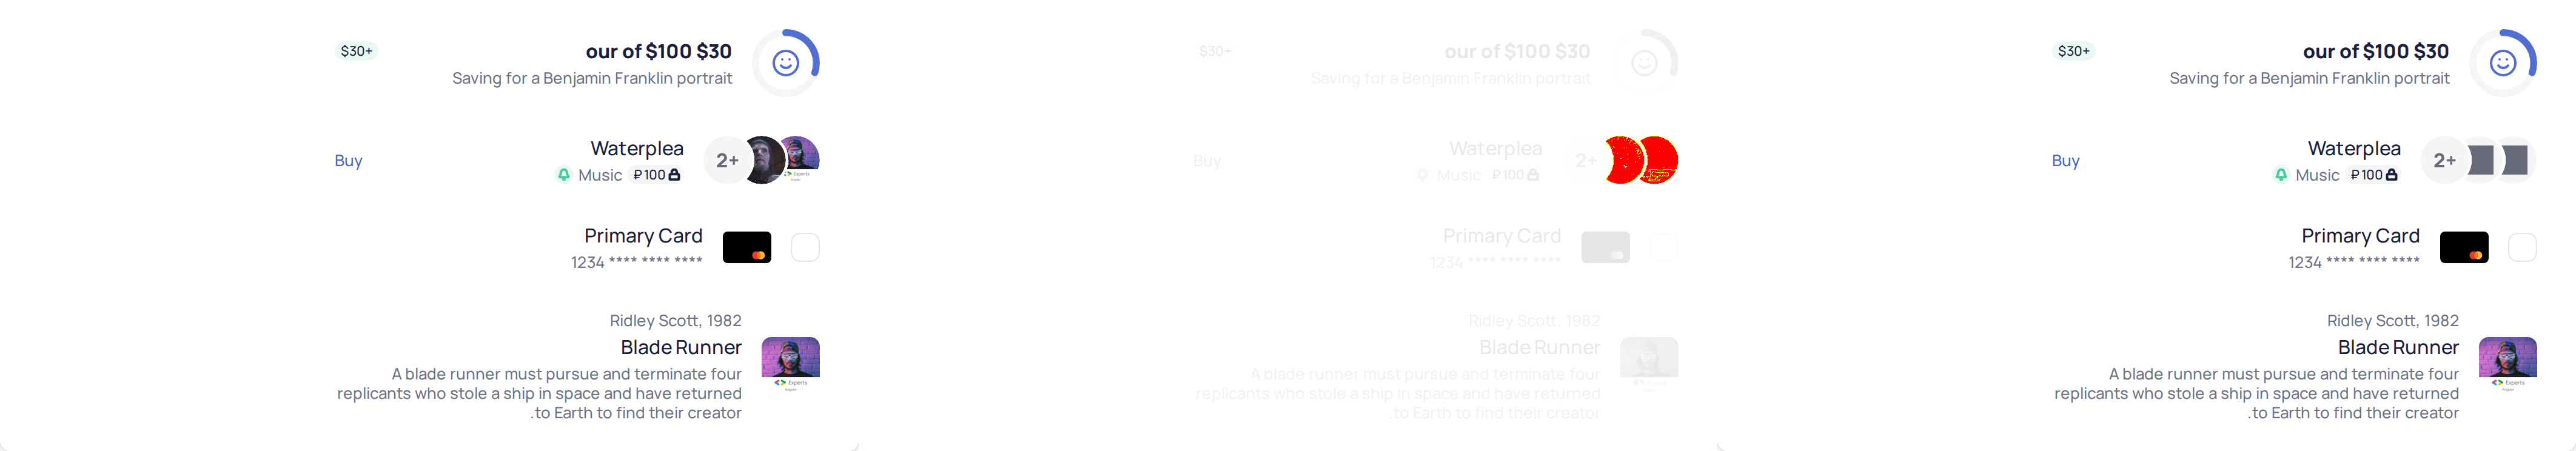 $30+
our of $100 $30
Saving for a Benjamin Franklin portrait
Buy
Waterplea
Music ₽100
2+
Experts
Primary Card
1234 **** **** ****
Ridley Scott, 1982
Blade Runner
A blade runner must pursue and terminate four
replicants who stole a ship in space and have returned
.to Earth to find their creator
Experts
$30+
our of $100 $30
Saving for a Benjamin Franklin portrait
Buy
Waterplea
Music ₽100
2+
Primary Card
1234 **** **** ****
Ridley Scott, 1982
Blade Runner
A blade runner must pursue and terminate four
replicants who stole a ship in space and have returned
.to Earth to find their creator
Experts
$30+
our of $100 $30
Saving for a Benjamin Franklin portrait
Buy
Waterplea
Music ₽100
2+
Primary Card
1234 **** **** ****
Ridley Scott, 1982
Blade Runner
A blade runner must pursue and terminate four
replicants who stole a ship in space and have returned
.to Earth to find their creator
Experts